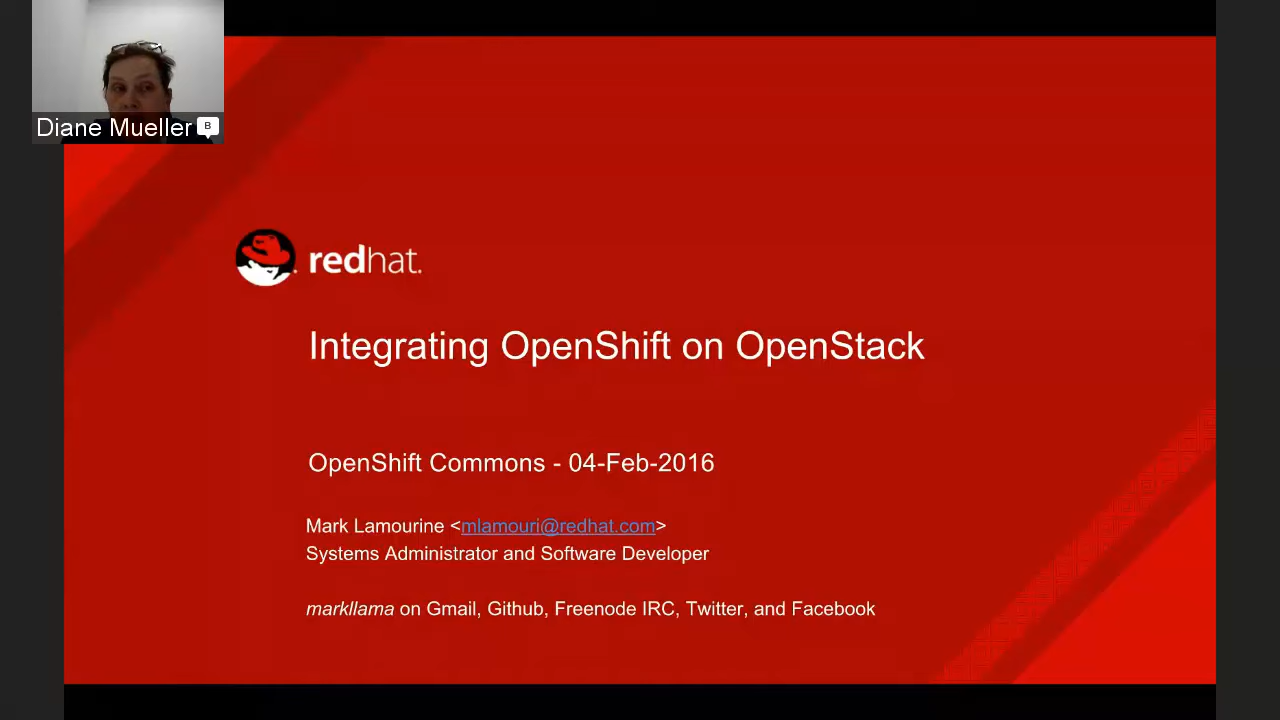 Diane Mueller
B
redhat.
Integrating OpenShift on OpenStack
OpenShift Commons - 04-Feb-2016
Mark Lamourine <mlamouri@redhat.com>
Systems Administrator and Software Developer
markllama on Gmail, Github, Freenode IRC, Twitter, and Facebook